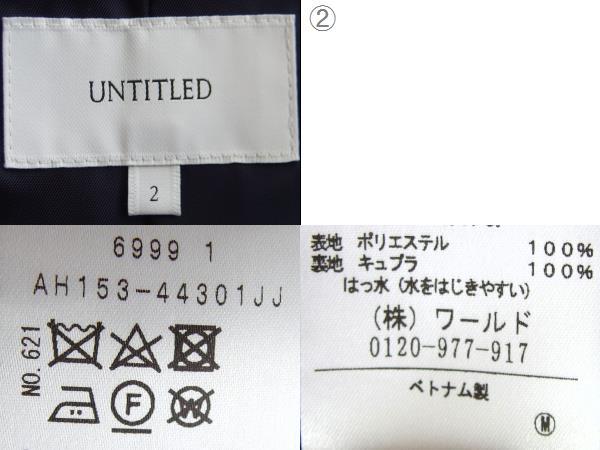 UNTITLED
2
②
6999 1
AH153-44301JJ
NO.621
F
W
表地 ポリエステル 100%
裏地 キュプラ 100%
はっ水（水をはじきやすい）
（株）ワールド
0120-977-917
ベトナム製
M